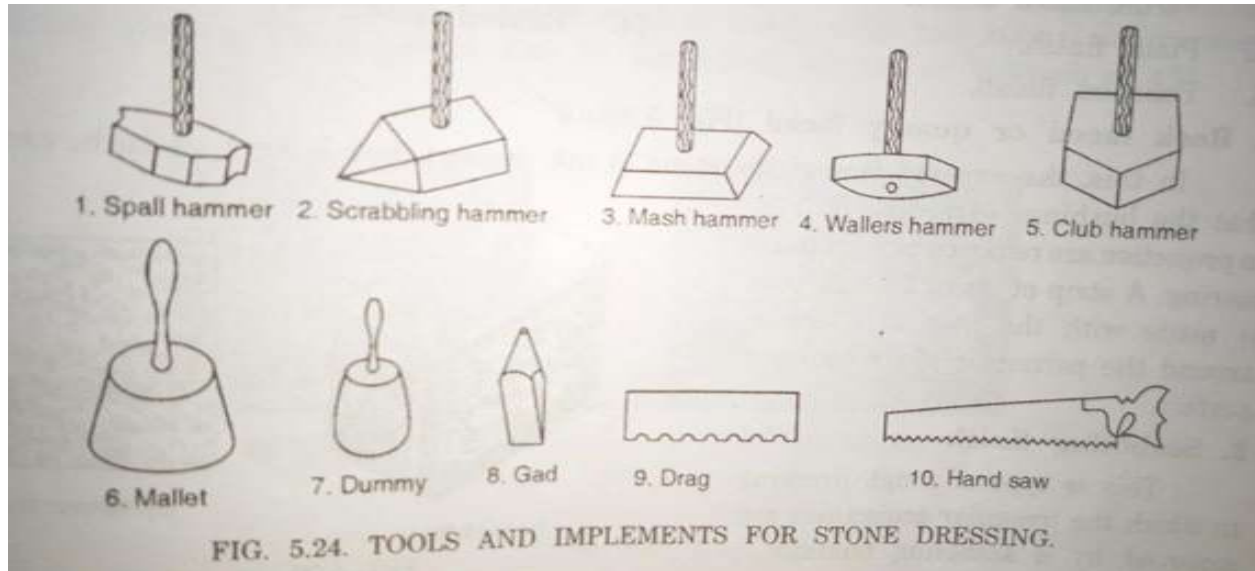 1. Spall hammer
2. Scrabbling hammer
3. Mash hammer
4. Wallers hammer
5. Club hammer
6. Mallet
7. Dummy
8. Gad
9. Drag
10. Hand saw
FIG. 5.24. TOOLS AND IMPLEMENTS FOR STONE DRESSING.